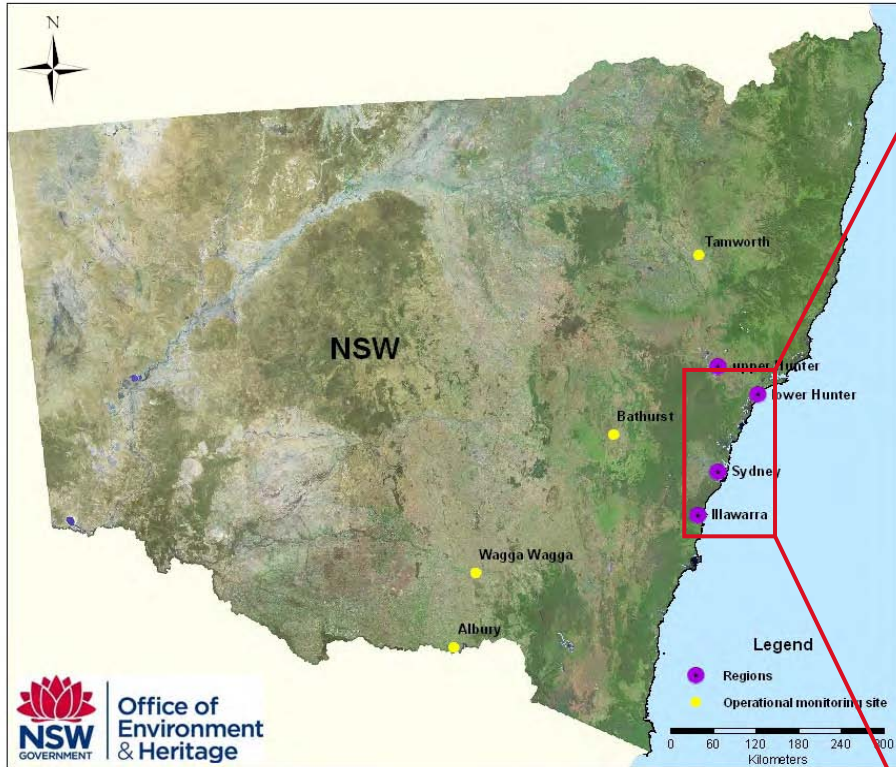 N
Tamworth
NSW
upper Hunter
lower Hunter
Bathurst
Sydney
Illawarra
Wagga Wagga
Albury
Legend
Regions
Operational monitoring site
0 60 120 180 240 300
Kilometers
NSW
GOVERNMENT
Office of
Environment
& Heritage